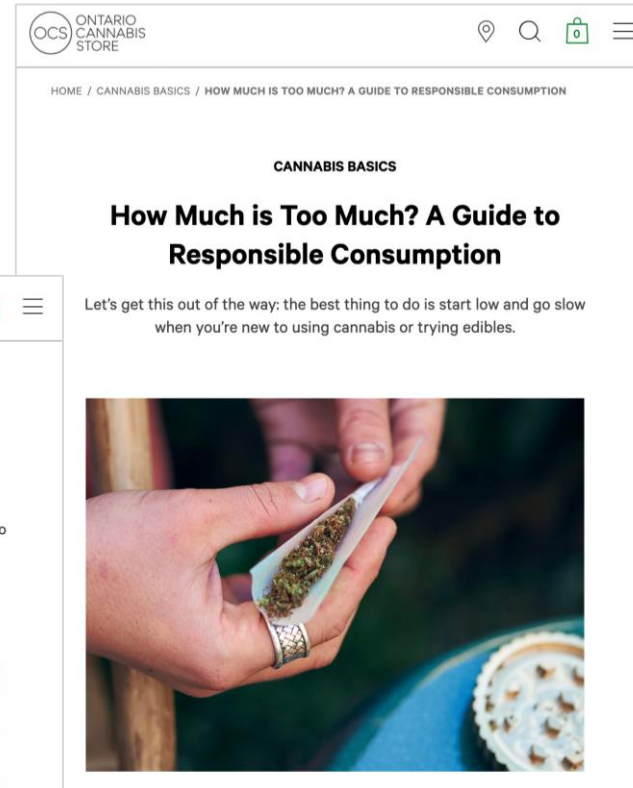 OCS
ONTARIO
CANNABIS
STORE
0
HOME / CANNABIS BASICS / HOW MUCH IS TOO MUCH? A GUIDE TO RESPONSIBLE CONSUMPTION
CANNABIS BASICS
How Much is Too Much? A Guide to
Responsible Consumption
Let's get this out of the way: the best thing to do is start low and go slow
when you're new to using cannabis or trying edibles.